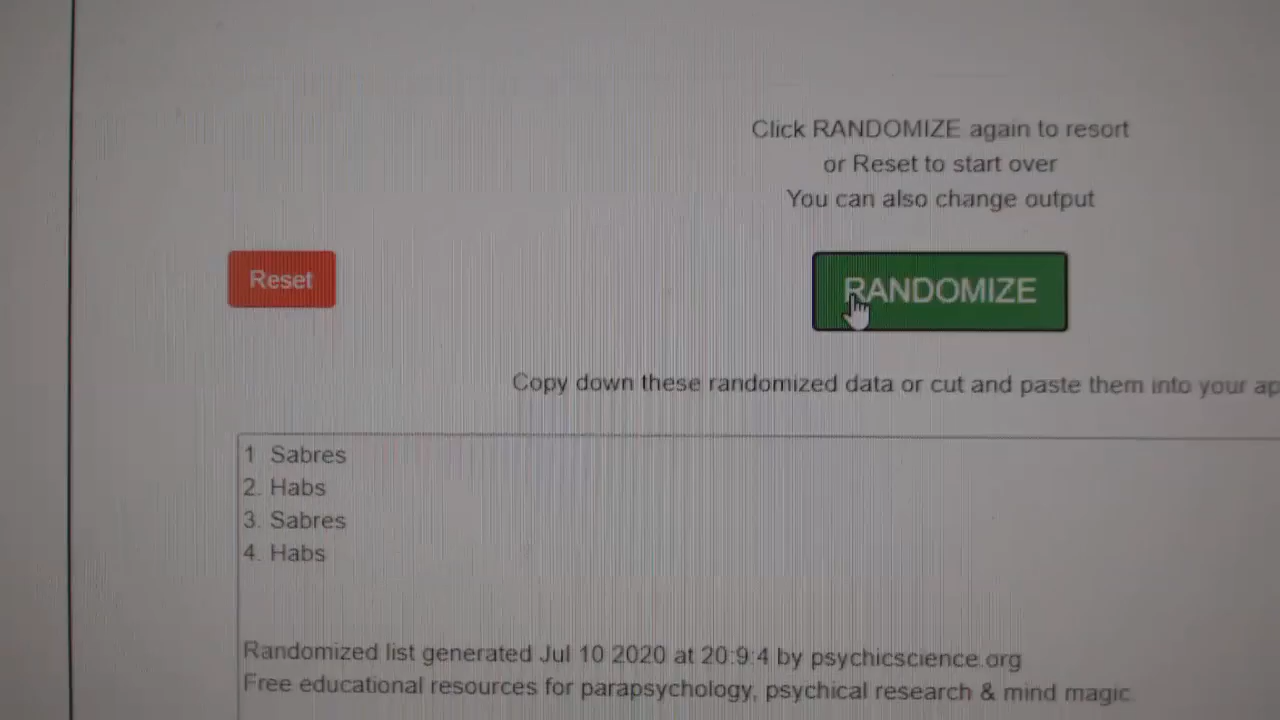 Click RANDOMIZE again to resort
or Reset to start over
You can also change output
Reset
RANDOMIZE
Copy down these randomized data or cut and paste them into your
1 Sabres
2. Habs
3. Sabres
4. Habs
Randomized list generated Jul 10 2020 at 20:9:4 by psychicscience.org
Free educational resources for parapsychology, psychical research & mind magic.